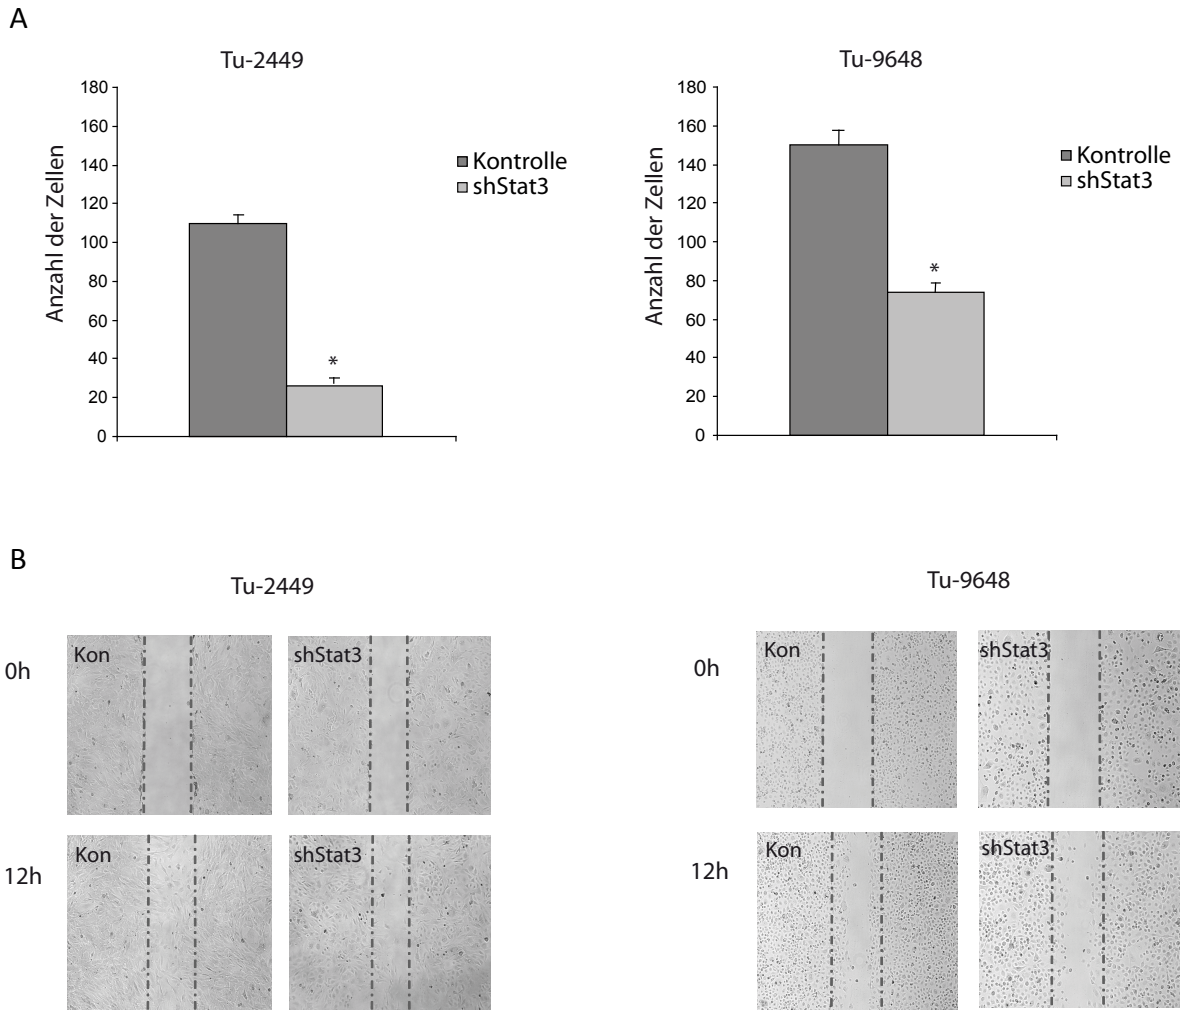 A
Tu-2449
180
160
140
120
100
80
60
40
20
0
Anzahl der Zellen
*
Kontrolle
shStat3
Tu-9648
180
160
140
120
100
80
60
40
20
0
Anzahl der Zellen
*
Kontrolle
shStat3
B
Tu-2449
0h
Kon
shStat3
12h
Kon
shStat3
Tu-9648
0h
Kon
shStat3
12h
Kon
shStat3